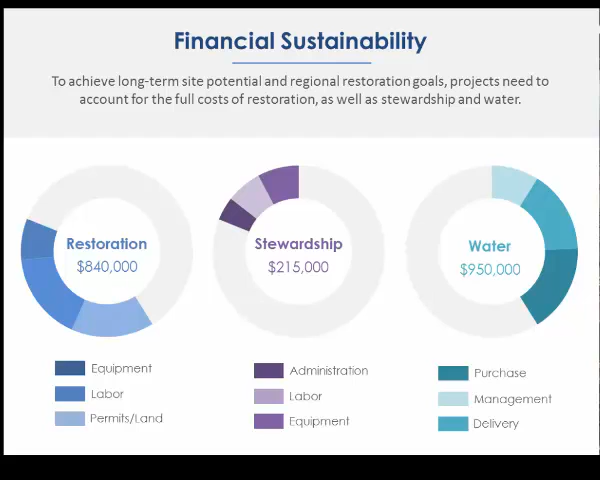 Financial Sustainability
To achieve long-term site potential and regional restoration goals, projects need to
account for the full costs of restoration, as well as stewardship and water.
Restoration
$840,000
Stewardship
$215,000
Water
$950,000
Equipment
Labor
Permits/Land
Administration
Labor
Equipment
Purchase
Management
Delivery